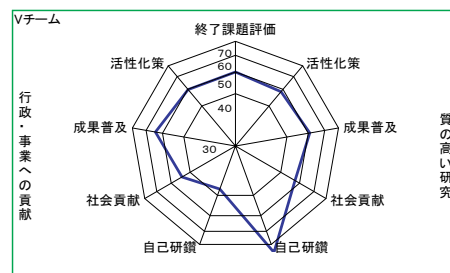 Vチーム
終了課題評価
活性化策
活性化策
70
60
50
40
30
成果普及
成果普及
社会貢献
社会貢献
自己研鑽
自己研鑽
行政・事業への貢献
質の高い研究